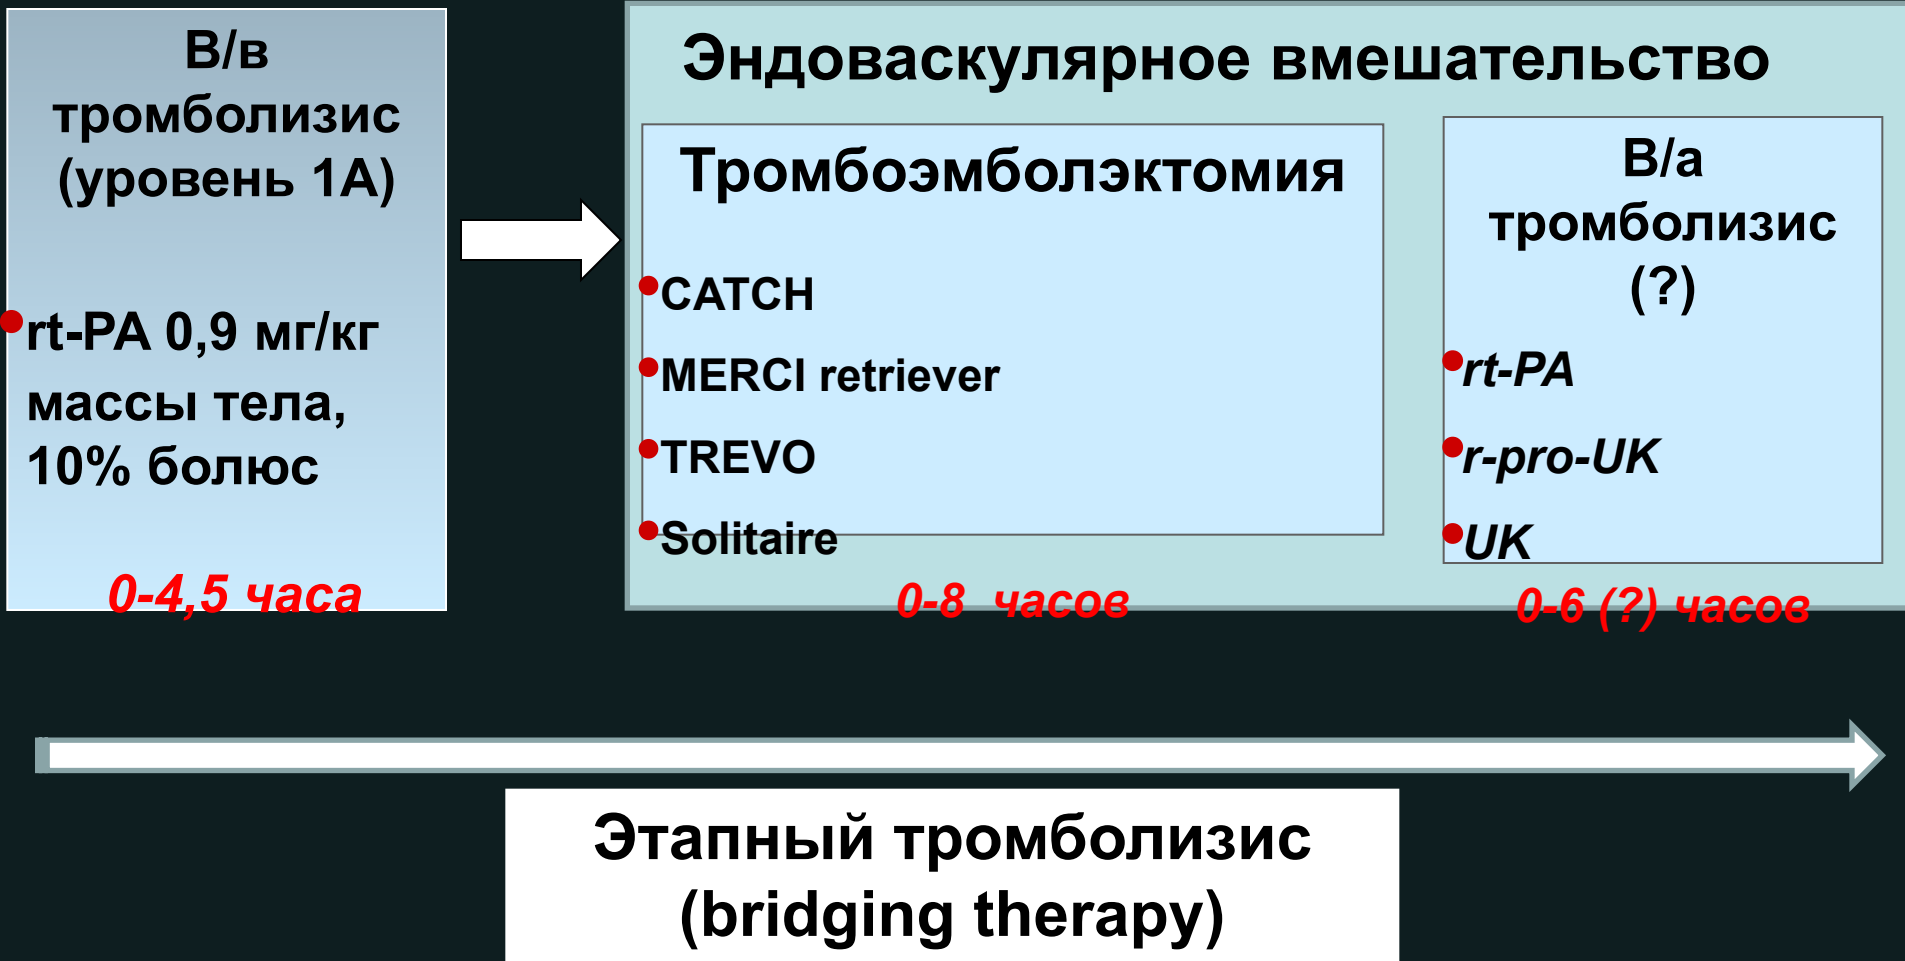 В/в
тромболизис
(уровень 1А)
•rt-PA 0,9 мг/кг
массы тела,
10% болюс
0-4,5 часа
Эндоваскулярное вмешательство
Тромбоэмболэктомия
•CATCH
•MERCI retriever
•TREVO
•Solitaire
0-8 часов
В/а
тромболизис
(?)
•rt-PA
•r-pro-UK
•UK
0-6 (?) часов
Этапный тромболизис
(bridging therapy)